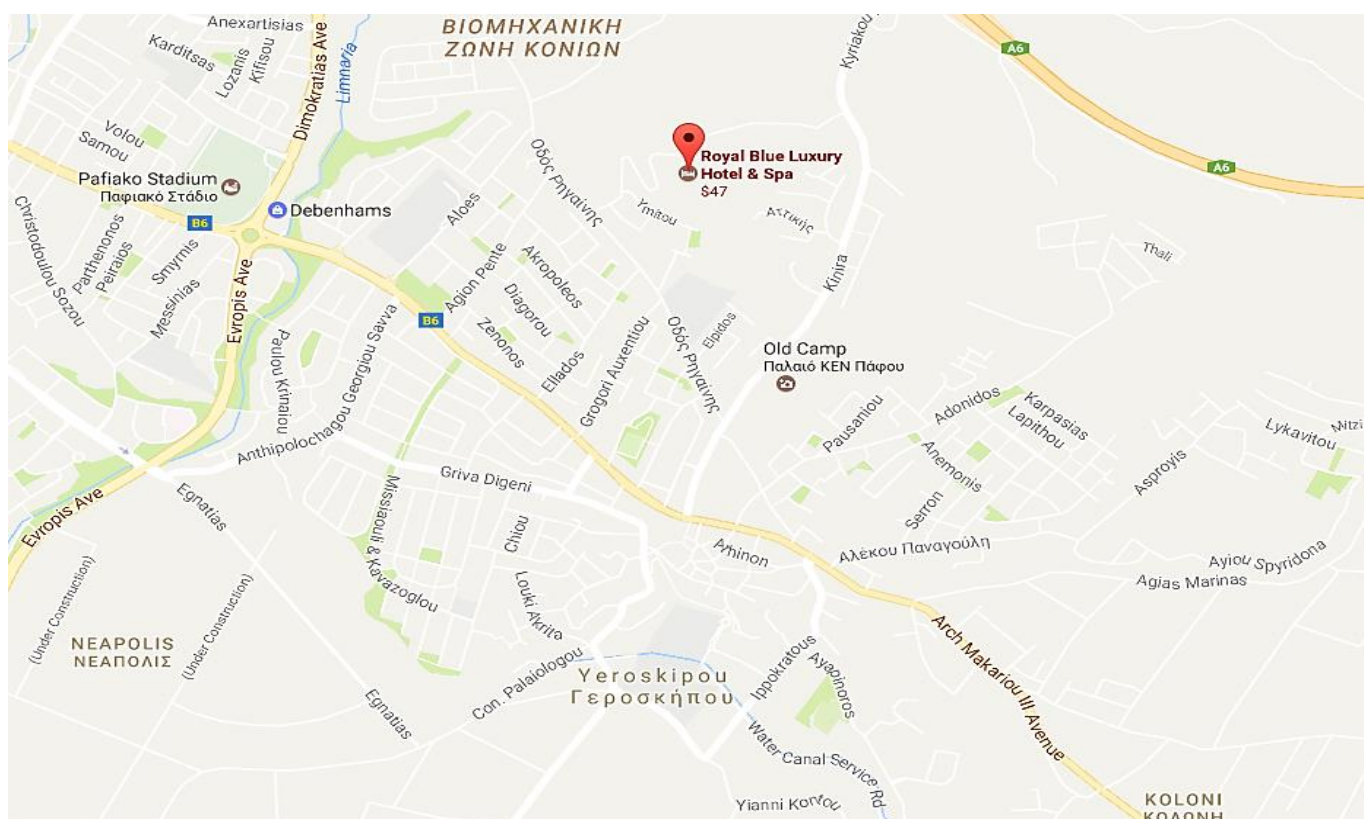 Anexartisias
Karditsas
Lozanis
Kifisou
Dimokratias Ave
Limnaria
ΒΙΟΜΗΧΑΝΙΚΗ
ΖΩΝΗ ΚΟΝΙΩΝ
Kyriakou
A6
A6
Volou
Samou
Pafiako Stadium
Παφιακό Στάδιο
B6
Debenhams
Οδός Ρηγαίνης
Royal Blue Luxury
Hotel & Spa
$47
Ymitou
Αττικής
Thali
Christodoulou Sozou
Parthenonos
Peiraios
Smyrnis
Messinias
Evropis Ave
Aloes
Agion Pente
Akropoleos
Diagorou
Zenonos
Ellados
B6
Kinira
Grogori Auxentiou
Οδός Ρηγαίνης
Elpidos
Old Camp
Παλαιό ΚΕΝ Πάφου
Paulou Krinaiou
Anthipolochagou Georgiou Savva
Pausaniou
Adonidos
Karpasias
Lapithou
Anemonis
Serron
Asproyis
Lykavitou
Mitzi
Griva Digeni
Egnatias
Evropis Ave
Missiaouli & Kavazoglou
Chiou
Louki Akrita
Arhinon
Αλέκου Παναγούλη
Ayiou Spyridona
Agias Marinas
(Under Construction)
(Under Construction)
NEAPOLIS
ΝΕΑΠΟΛΙΣ
Egnatias
Con. Palaiologou
Yeroskipou
Γεροσκήπου
Ippokratous
Ayapinoros
Arch Makariou III Avenue
Water Canal Service Rd
Yianni Kontou
KOLONI
ΚΟΛΩΝΗ